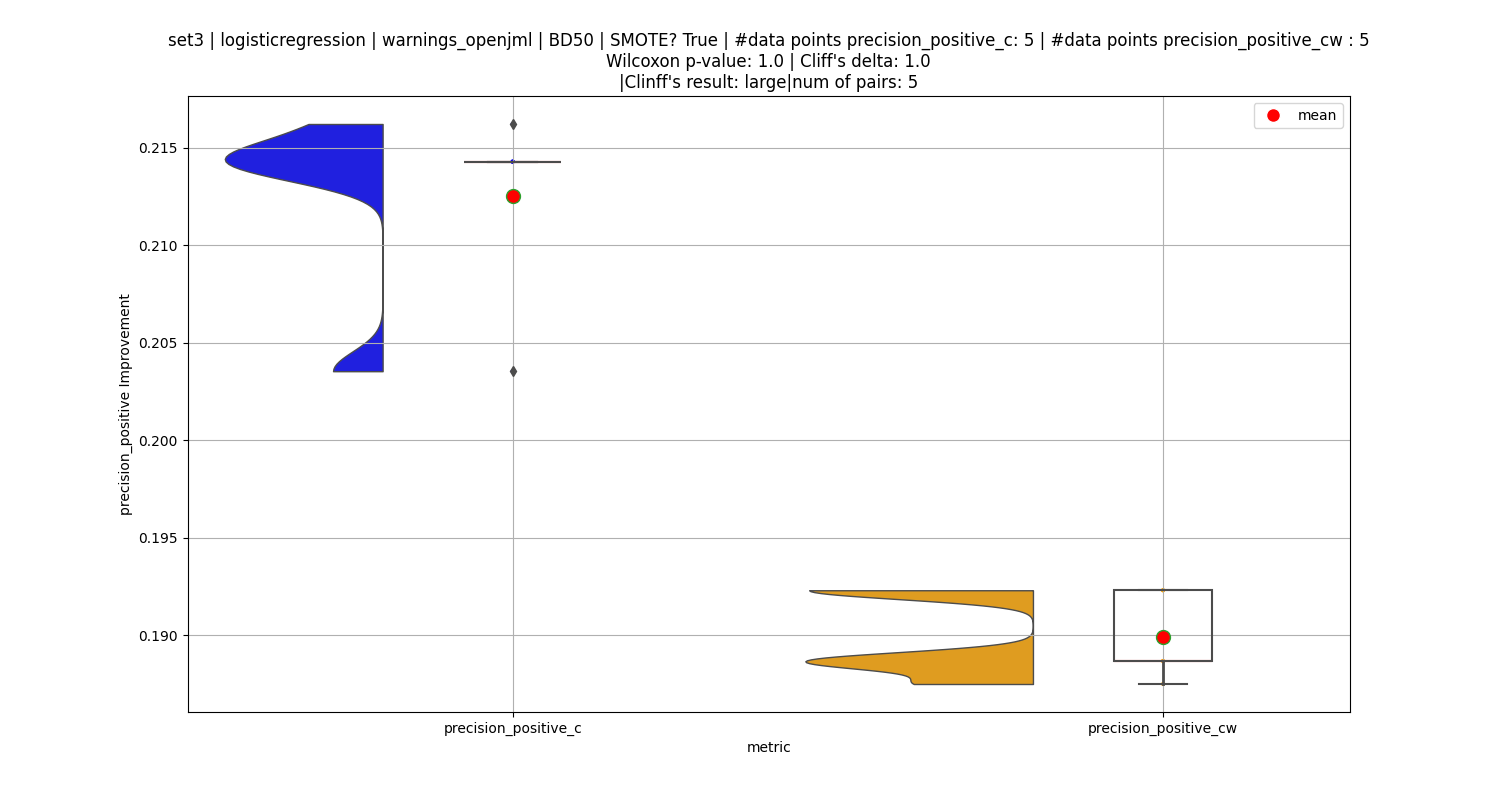 set3 | logisticregression | warnings_openjml | BD50 | SMOTE? True | #data points precision_positive_c: 5 | #data points precision_positive_cw : 5
Wilcoxon p-value: 1.0 | Cliff's delta: 1.0
|Clinff's result: large|num of pairs: 5
mean
0.215
0.210
0.205
0.200
0.195
0.190
precision_positive Improvement
precision_positive_c
precision_positive_cw
metric